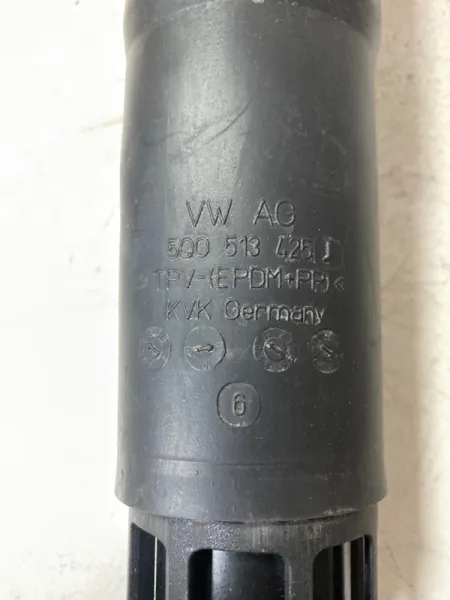 VW AG
5Q0 513 425 J
>TPV-(EPDM+PP)<
KVK Germany
6